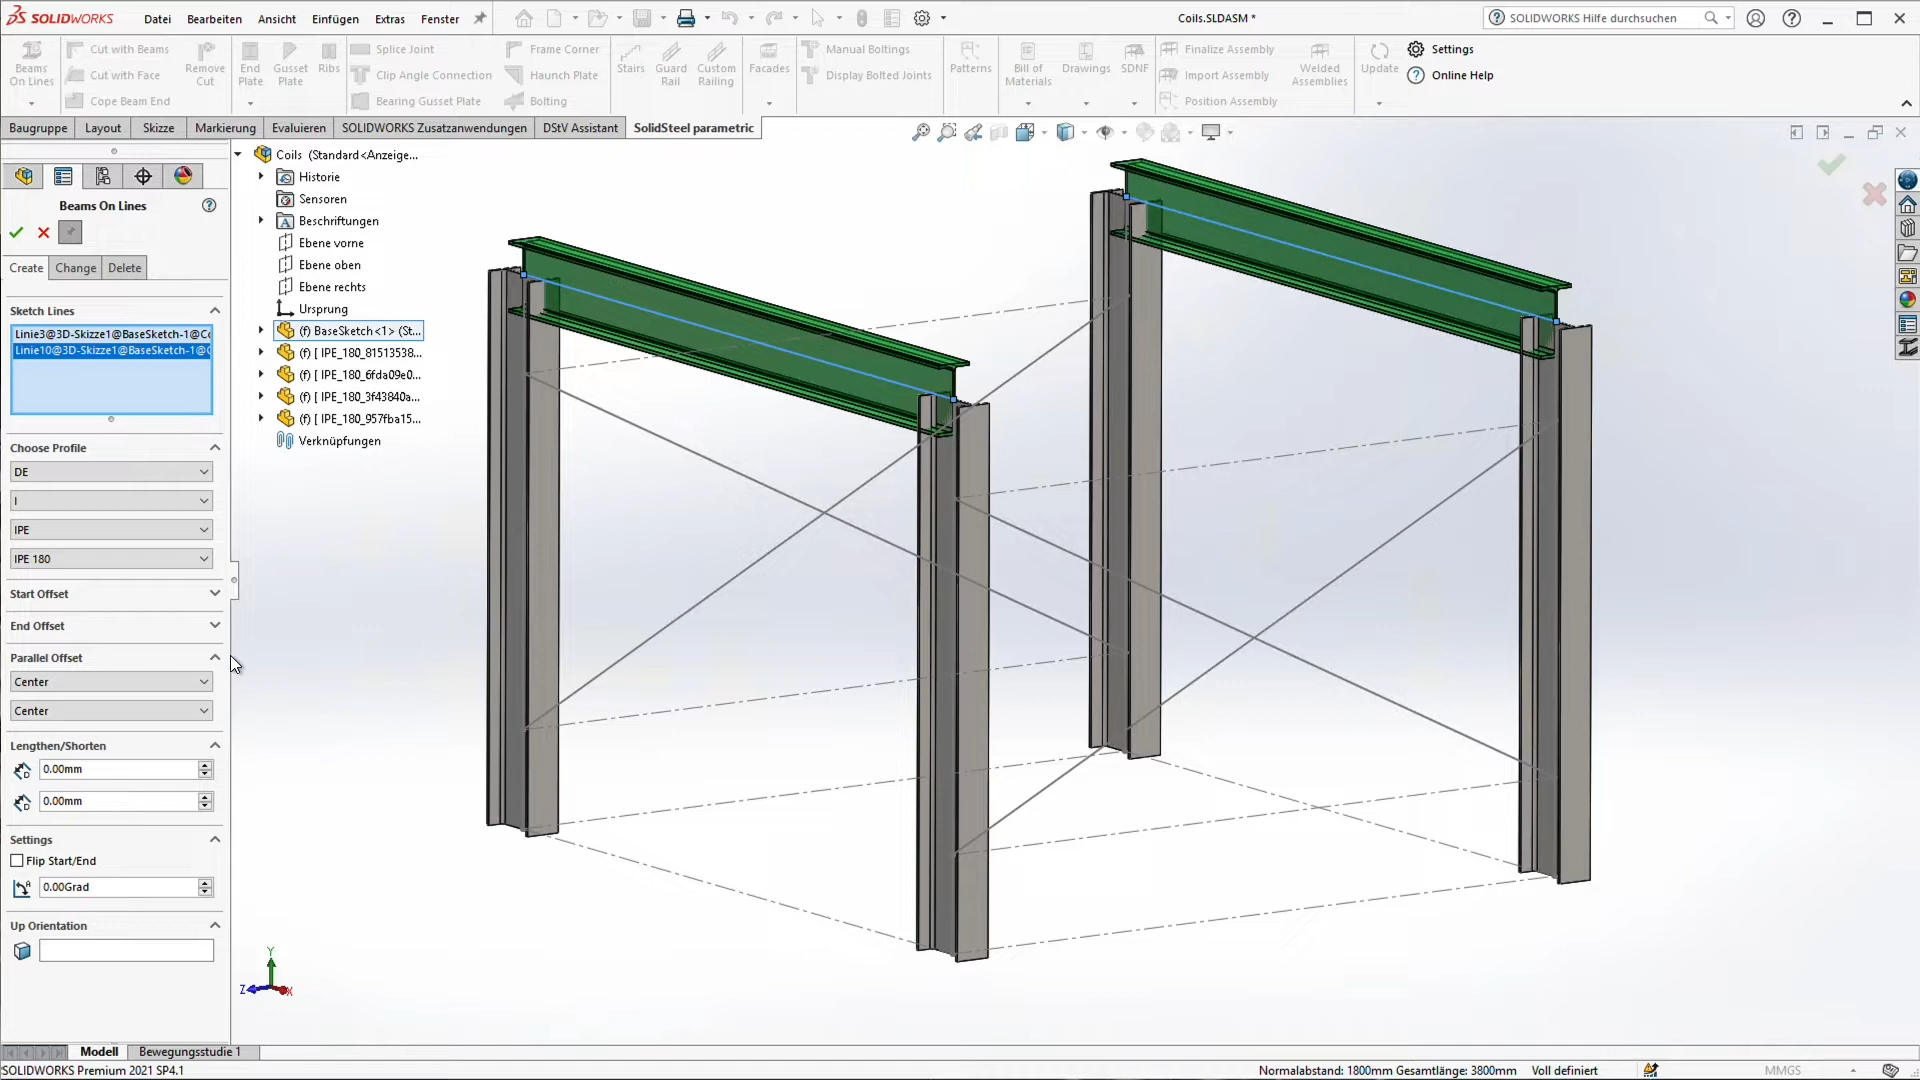 SOLIDWORKS
Datei Bearbeiten Ansicht Einfügen Extras Fenster
Coils.SLDASM *
SOLIDWORKS Hilfe durchsuchen
Beams On Lines
Cut with Beams
Cut with Face
Cope Beam End
Remove Cut
End Plate
Gusset Plate
Ribs
Splice Joint
Clip Angle Connection
Bearing Gusset Plate
Frame Corner
Haunch Plate
Bolting
Stairs
Guard Rail
Custom Railing
Facades
Manual Boltings
Display Bolted Joints
Patterns
Bill of Materials
Drawings
SDNF
Finalize Assembly
Import Assembly
Position Assembly
Welded Assemblies
Update
Settings
Online Help
Baugruppe Layout Skizze Markierung Evaluieren SOLIDWORKS Zusatzanwendungen DStV Assistant SolidSteel parametric
Beams On Lines
Create Change Delete
Sketch Lines
Linie3@3D-Skizze1@BaseSketch-1@Co
Linie10@3D-Skizze1@BaseSketch-1@C
Choose Profile
DE
I
IPE
IPE 180
Start Offset
End Offset
Parallel Offset
Center
Center
Lengthen/Shorten
0.00mm
0.00mm
Settings
Flip Start/End
0.00Grad
Up Orientation
Coils (Standard<Anzeige...
Historie
Sensoren
Beschriftungen
Ebene vorne
Ebene oben
Ebene rechts
Ursprung
(f) BaseSketch<1> (St...
(f) [ IPE_180_81513538...
(f) [ IPE_180_6fda09e0...
(f) [ IPE_180_3f43840a...
(f) [ IPE_180_957fba15...
Verknüpfungen
Y
Z
X
Modell Bewegungsstudie 1
SOLIDWORKS Premium 2021 SP4.1
Normalabstand: 1800mm Gesamtlänge: 3800mm Voll definiert MMGS